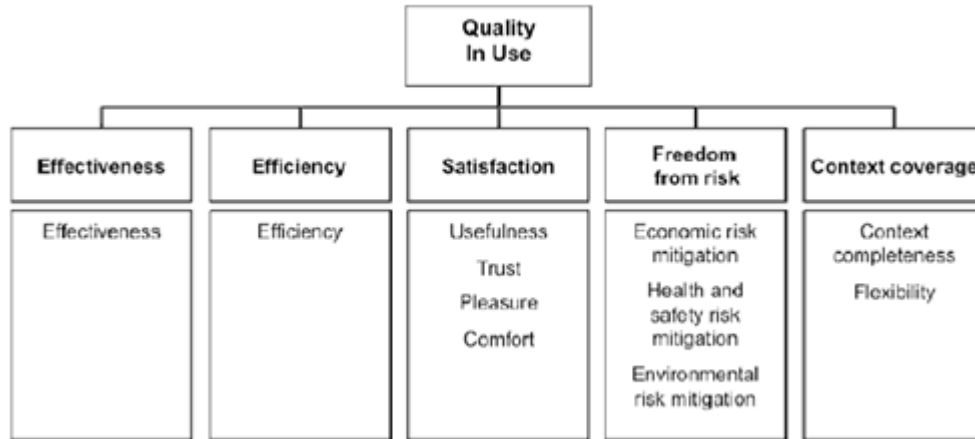 Quality
In Use
Effectiveness
Efficiency
Satisfaction
Freedom
from risk
Context coverage
Effectiveness
Efficiency
Usefulness
Trust
Pleasure
Comfort
Economic risk
mitigation
Health and
safety risk
mitigation
Environmental
risk mitigation
Context
completeness
Flexibility